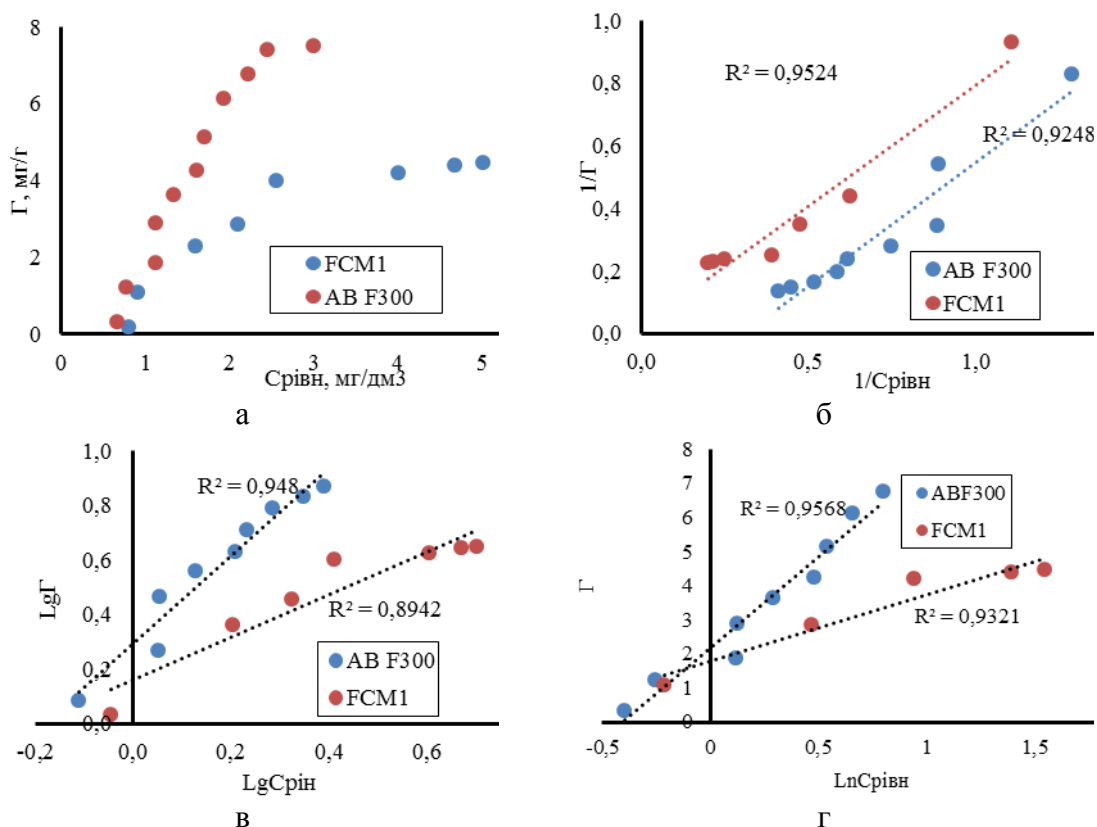 8
6
4
2
0
Г, мг/г
FCM1
AB F300
0
1
2
3
4
5
Cрівн, мг/дм3
а
1,0
0,8
0,6
0,4
0,2
0,0
1/Г
R² = 0,9524
R² = 0,9248
AB F300
FCM1
0,0
0,5
1,0
1/Cрівн
б
1,0
0,8
0,6
0,4
0,2
0,0
LgГ
R² = 0,948
R² = 0,8942
AB F300
FCM1
-0,2
0,0
0,2
0,4
0,6
LgCрін
в
8
7
6
5
4
3
2
1
0
Г
R² = 0,9568
R² = 0,9321
ABF300
FCM1
-0,5
0
0,5
1
1,5
LnCрівн
г